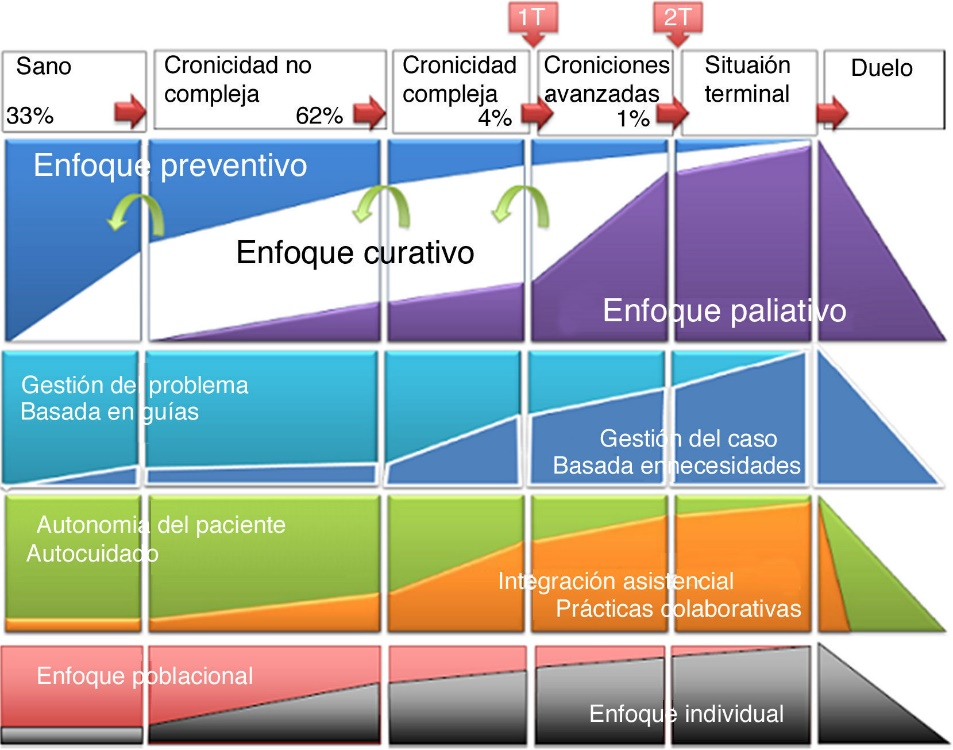 1T
2T
Sano
33%
Cronicidad no
compleja
62%
Cronicidad
compleja
4%
Croniciones
avanzadas
1%
Situaión
terminal
Duelo
Enfoque preventivo
Enfoque curativo
Enfoque paliativo
Gestión del problema
Basada en guías
Gestión del caso
Basada en necesidades
Autonomia del paciente
Autocuidado
Integración asistencial
Prácticas colaborativas
Enfoque poblacional
Enfoque individual